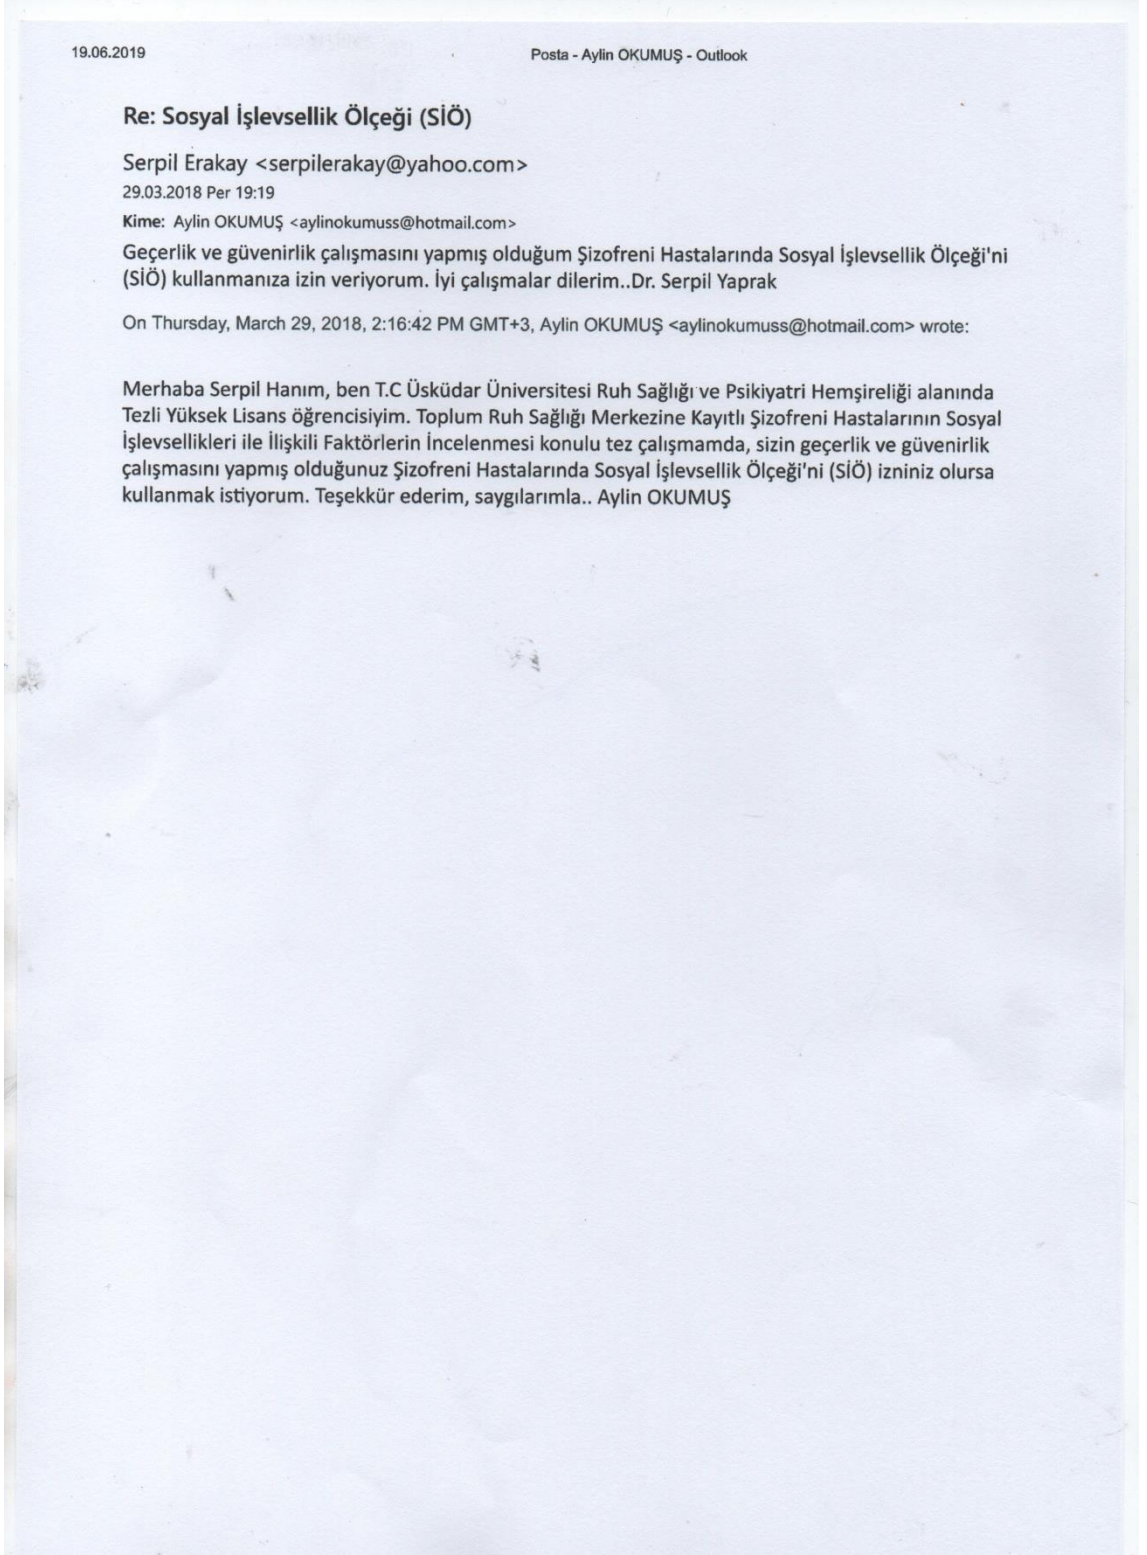 19.06.2019 Posta - Aylin OKUMUŞ - Outlook
Re: Sosyal İşlevsellik Ölçeği (SİÖ)
Serpil Erakay <serpilerakay@yahoo.com>
29.03.2018 Per 19:19
Kime: Aylin OKUMUŞ <aylinokumuss@hotmail.com>
Geçerlik ve güvenirlik çalışmasını yapmış olduğum Şizofreni Hastalarında Sosyal İşlevsellik Ölçeği'ni
(SİÖ) kullanmanıza izin veriyorum. İyi çalışmalar dilerim..Dr. Serpil Yaprak
On Thursday, March 29, 2018, 2:16:42 PM GMT+3, Aylin OKUMUŞ <aylinokumuss@hotmail.com> wrote:
Merhaba Serpil Hanım, ben T.C Üsküdar Üniversitesi Ruh Sağlığı ve Psikiyatri Hemşireliği alanında
Tezli Yüksek Lisans öğrencisiyim. Toplum Ruh Sağlığı Merkezine Kayıtlı Şizofreni Hastalarının Sosyal
İşlevsellikleri ile İlişkili Faktörlerin İncelenmesi konulu tez çalışmamda, sizin geçerlik ve güvenirlik
çalışmasını yapmış olduğunuz Şizofreni Hastalarında Sosyal İşlevsellik Ölçeği'ni (SİÖ) izniniz olursa
kullanmak istiyorum. Teşekkür ederim, saygılarımla.. Aylin OKUMUŞ